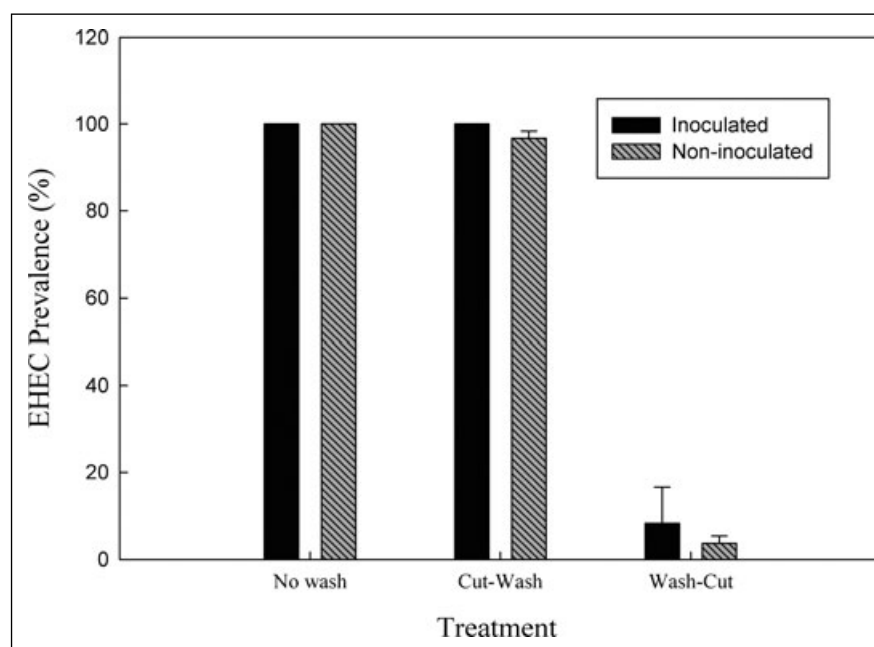 120
100
80
60
40
20
0
EHEC Prevalence (%)
Inoculated
Non-inoculated
No wash
Cut-Wash
Wash-Cut
Treatment